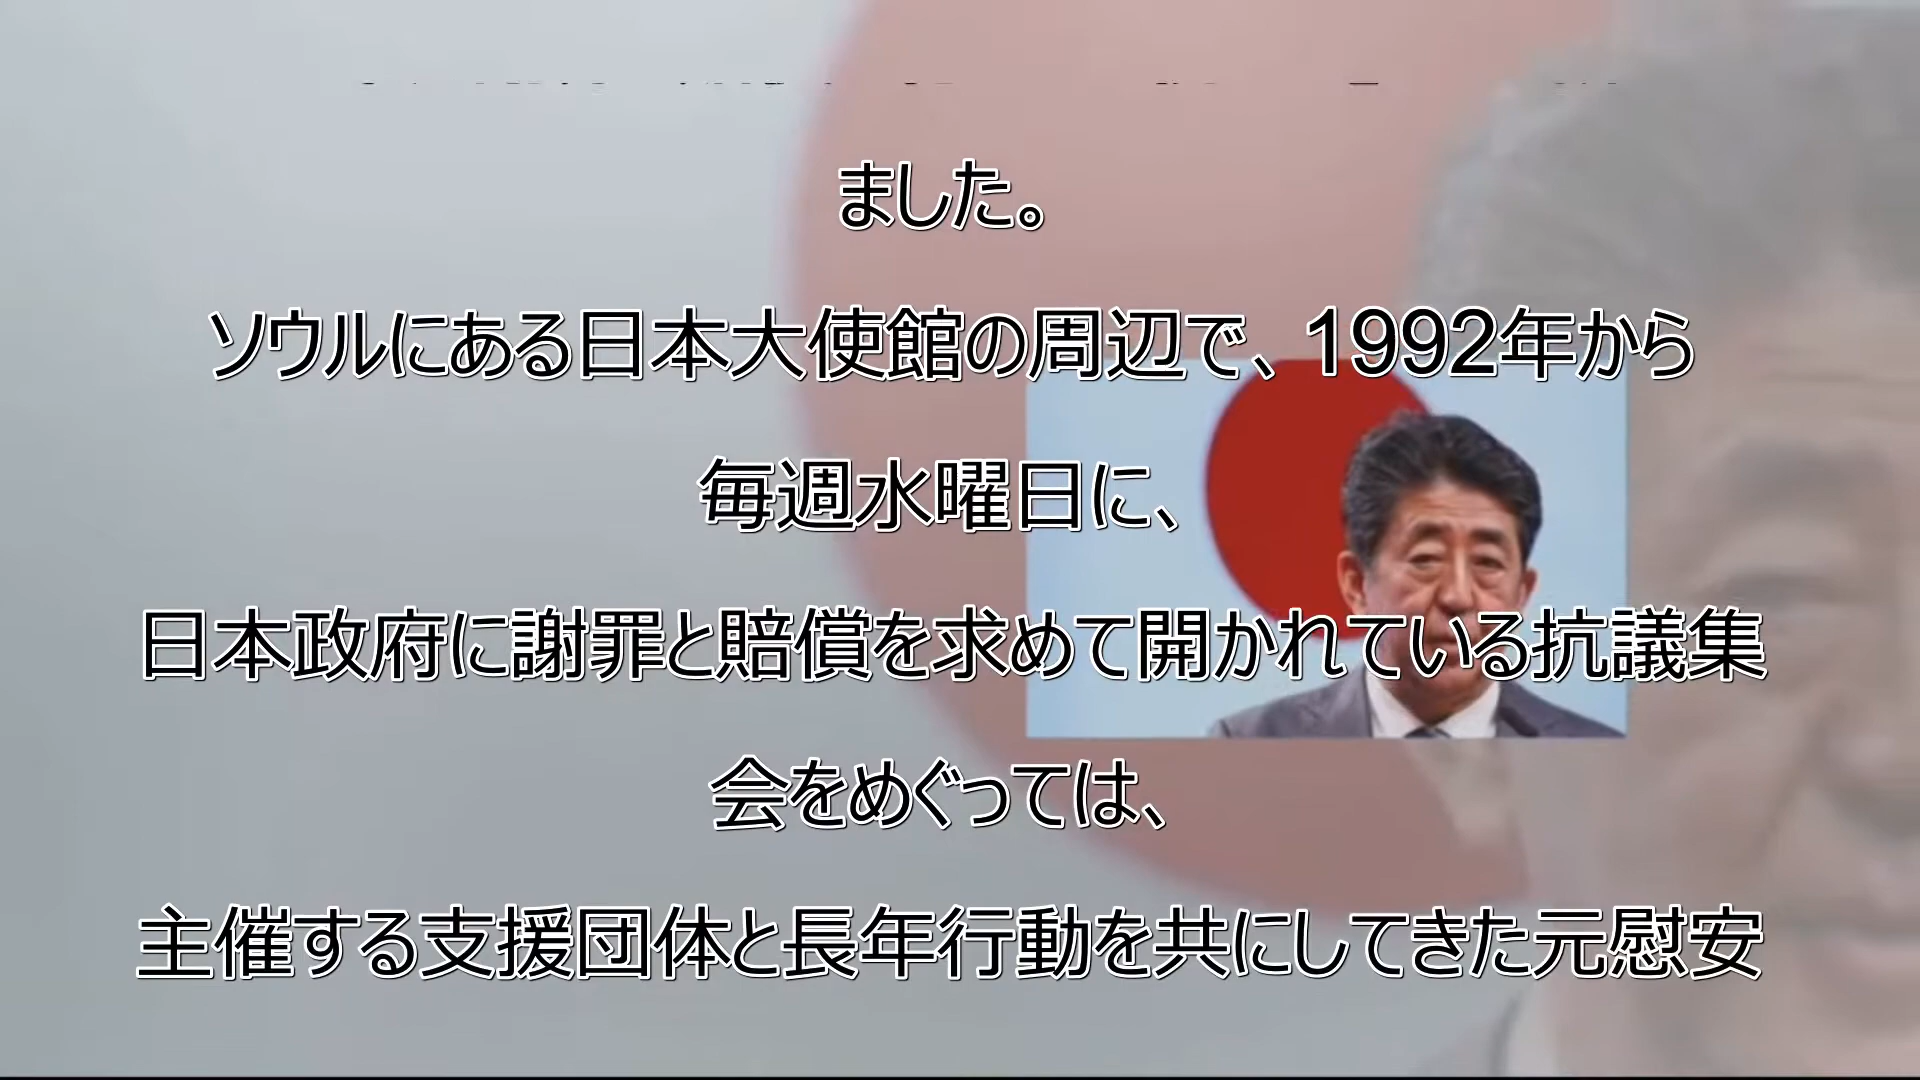 ました。
ソウルにある日本大使館の周辺で、1992年から
毎週水曜日に、
日本政府に謝罪と賠償を求めて開かれている抗議集
会をめぐっては、
主催する支援団体と長年行動を共にしてきた元慰安